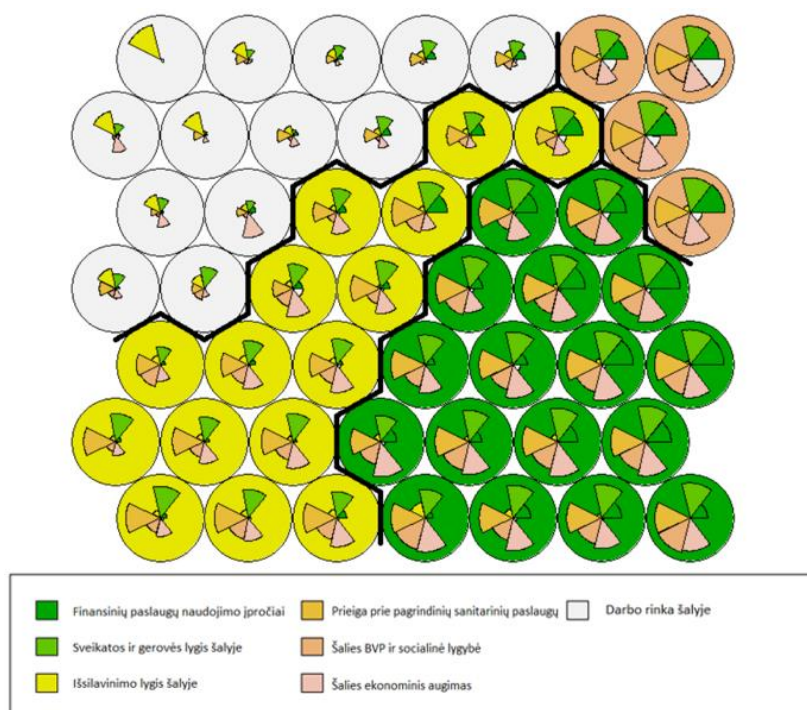 Finansinių paslaugų naudojimo įpročiai
Prieiga prie pagrindinių sanitarinių paslaugų
Darbo rinka šalyje
Sveikatos ir gerovės lygis šalyje
Šalies BVP ir socialinė lygybė
Išsilavinimo lygis šalyje
Šalies ekonominis augimas